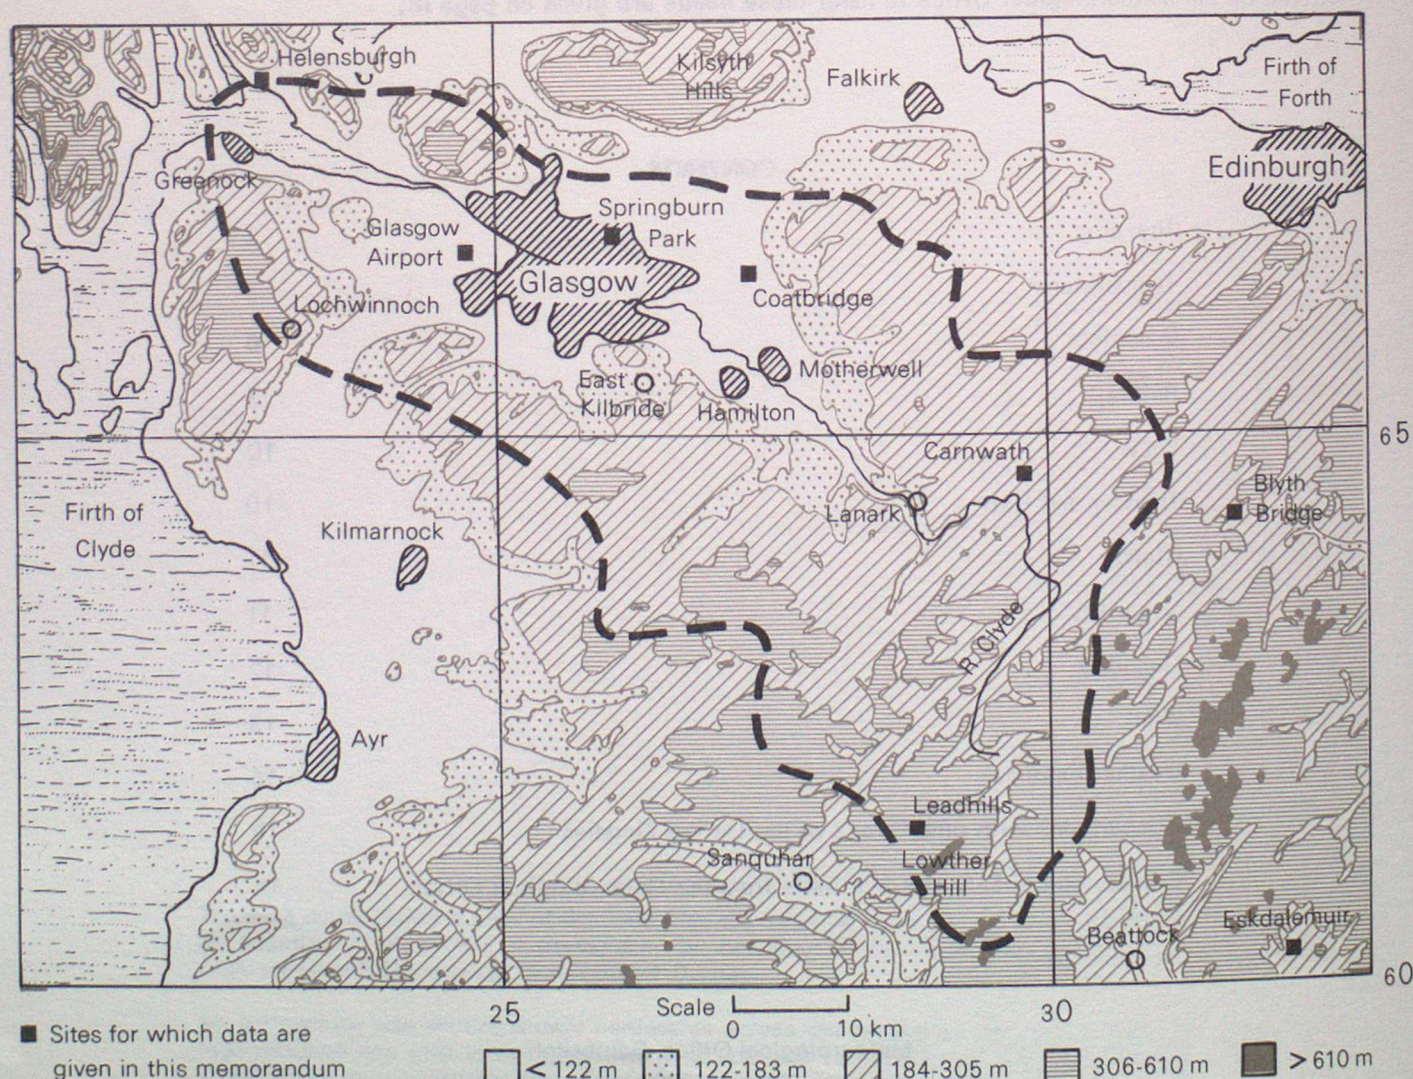 Helensburgh
Kilsyth
Hills
Falkirk
Firth of
Forth
Edinburgh
Greenock
Springburn
Park
Glasgow
Airport
Glasgow
Coatbridge
Lochwinnoch
East
Kilbride
Hamilton
Motherwell
65
Carnwath
Blyth
Bridge
Lanark
Firth of
Clyde
Kilmarnock
R. Clyde
Ayr
Leadhills
Sanquhar
Lowther
Hill
Beattock
Eskdalemuir
60
25
30
Scale
0 10 km
■ Sites for which data are
given in this memorandum
< 122 m 122-183 m 184-305 m 306-610 m > 610 m